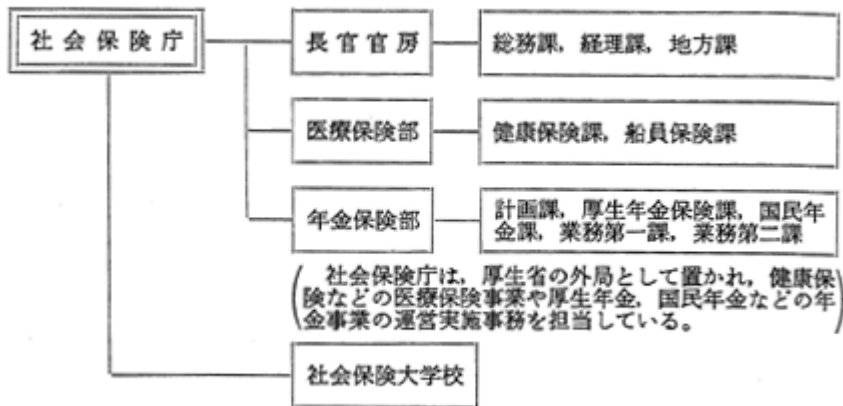 社会保険庁
長官官房
総務課，経理課，地方課
医療保険部
健康保険課，船員保険課
年金保険部
計画課，厚生年金保険課，国民年
金課，業務第一課，業務第二課
（社会保険庁は，厚生省の外局として置かれ，健康保
険などの医療保険事業や厚生年金，国民年金などの年
金事業の運営実施事務を担当している。）
社会保険大学校